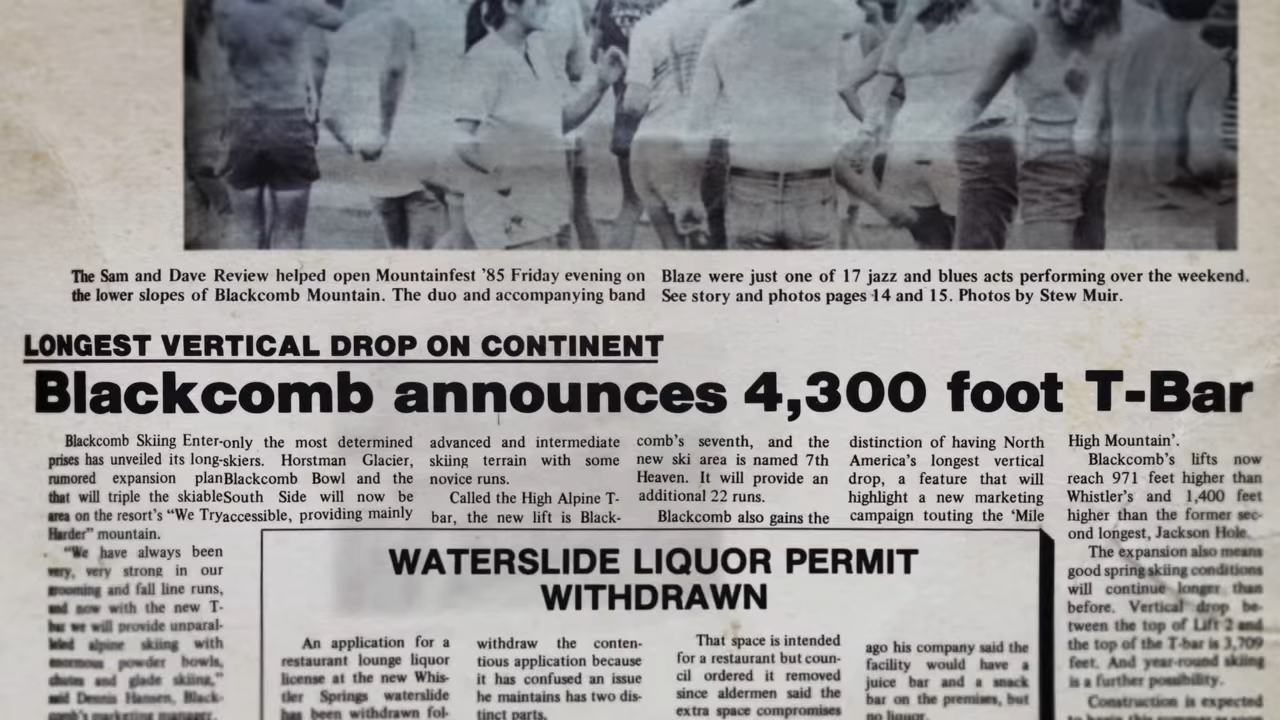 The Sam and Dave Review helped open Mountainfest '85 Friday evening on
the lower slopes of Blackcomb Mountain. The duo and accompanying band
Blaze were just one of 17 jazz and blues acts performing over the weekend.
See story and photos pages 14 and 15. Photos by Stew Muir.
LONGEST VERTICAL DROP ON CONTINENT
Blackcomb announces 4,300 foot T-Bar
Blackcomb Skiing Enter-
prises has unveiled its long-
rumored expansion plan
that will triple the skiable
area on the resort's "We Try
Harder" mountain.
"We have always been
very, very strong in our
grooming and fall line runs,
and now with the new T-
bar we will provide unparal-
leled alpine skiing with
enormous powder bowls,
chutes and glade skiing,"
said Dennis Hansen, Black-
comb's marketing manager.
only the most determined
skiers. Horstman Glacier,
Blackcomb Bowl and the
South Side will now be
accessible, providing mainly
advanced and intermediate
skiing terrain with some
novice runs.
Called the High Alpine T-
bar, the new lift is Black-
comb's seventh, and the
new ski area is named 7th
Heaven. It will provide an
additional 22 runs.
Blackcomb also gains the
distinction of having North
America's longest vertical
drop, a feature that will
highlight a new marketing
campaign touting the 'Mile
High Mountain'.
Blackcomb's lifts now
reach 971 feet higher than
Whistler's and 1,400 feet
higher than the former sec-
ond longest, Jackson Hole.
The expansion also means
good spring skiing conditions
will continue longer than
before. Vertical drop be-
tween the top of Lift 2 and
the top of the T-bar is 3,709
feet. And year-round skiing
is a further possibility.
Construction is expected
WATERSLIDE LIQUOR PERMIT
WITHDRAWN
An application for a
restaurant lounge liquor
license at the new Whis-
tler Springs waterslide
has been withdrawn fol-
withdraw the conten-
tious application because
it has confused an issue
he maintains has two dis-
tinct parts.
That space is intended
for a restaurant but coun-
cil ordered it removed
since aldermen said the
extra space compromises
ago his company said the
facility would have a
juice bar and a snack
bar on the premises, but
no liquor.